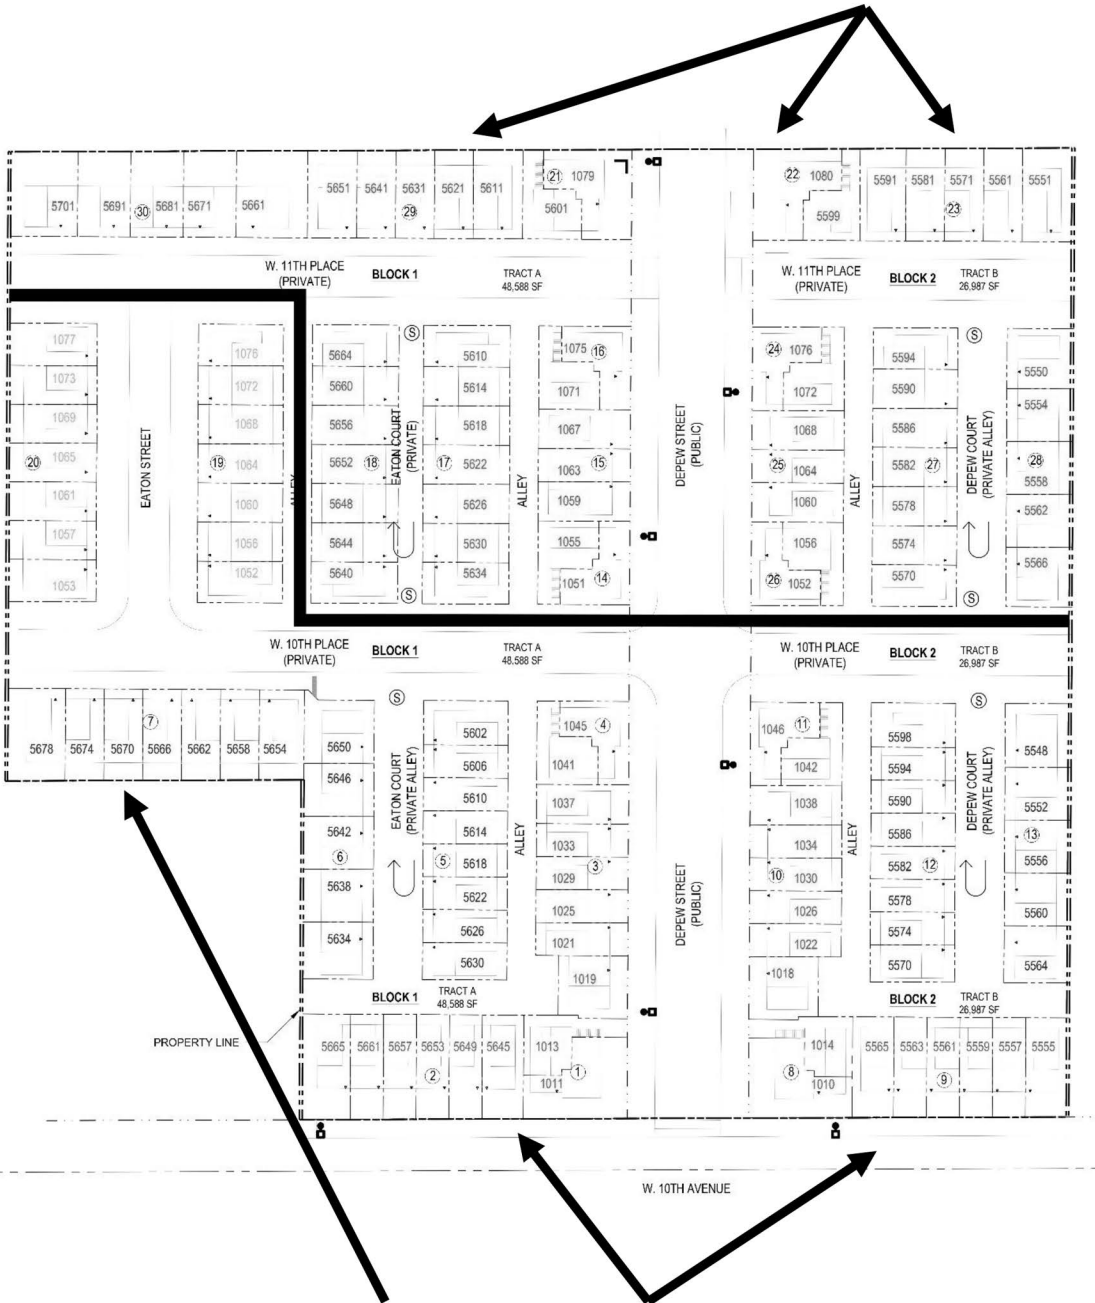 21 1079 22 1080
5651 5641 5631 5621 5611 5591 5581 5571 5561 5551
5701 5691 30 5681 5671 5661 29 5601 5599 23
W. 11TH PLACE
(PRIVATE)
BLOCK 1
TRACT A
48,588 SF
W. 11TH PLACE
(PRIVATE)
BLOCK 2
TRACT B
26,987 SF
1077
1073
1069
20 1065
1061
1057
1053
EATON STREET
1076
1072
1068
19 1064
1060
1056
1052
ALLEY
5664
5660
5656
5652 18
5648
5644
5640
S
EATON COURT
(PRIVATE)
S
5610
5614
5618
17 5622
5626
5630
5634
ALLEY
1075 16
1071
1067
1063 15
1059
1055
1051 14
DEPEW STREET
(PUBLIC)
24 1076
1072
1068
25 1064
1060
1056
26 1052
ALLEY
5594
5590
5586
5582 27
5578
5574
5570
S
DEPEW COURT
(PRIVATE ALLEY)
S
5550
5554
28
5558
5562
5566
W. 10TH PLACE
(PRIVATE)
BLOCK 1
TRACT A
48,588 SF
W. 10TH PLACE
(PRIVATE)
BLOCK 2
TRACT B
26,987 SF
7
5678 5674 5670 5666 5662 5658 5654
5650
5646
5642
6
5638
5634
S
EATON COURT
(PRIVATE ALLEY)
5602
5606
5610
5614
5 5618
5622
5626
5630
ALLEY
1045 4
1041
1037
1033
1029 3
1025
1021
1019
DEPEW STREET
(PUBLIC)
1046 11
1042
1038
1034
10 1030
1026
1022
1018
ALLEY
5598
5594
5590
5586
5582 12
5578
5574
5570
S
DEPEW COURT
(PRIVATE ALLEY)
5548
5552
13
5556
5560
5564
BLOCK 1
TRACT A
48,588 SF
BLOCK 2
TRACT B
26,987 SF
PROPERTY LINE
5665 5661 5657 5653 5649 5645 1013 1014 5565 5563 5561 5559 5557 5555
2 1011 1 8 1010 9
W. 10TH AVENUE